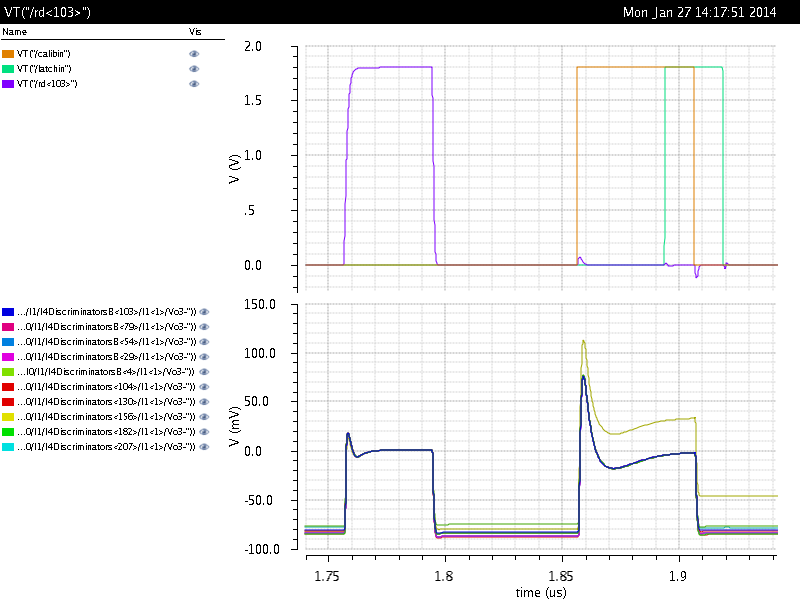 VT("/rd<103>")
Mon Jan 27 14:17:51 2014
Name Vis
VT("/calibin")
VT("/latchin")
VT("/rd<103>")
2.0
1.5
1.0
.5
0.0
V (V)
.../I1/I4DiscriminatorsB<103>/I1<1>/Vo3-"))
...0/I1/I4DiscriminatorsB<79>/I1<1>/Vo3-"))
...0/I1/I4DiscriminatorsB<54>/I1<1>/Vo3-"))
...0/I1/I4DiscriminatorsB<29>/I1<1>/Vo3-"))
...I0/I1/I4DiscriminatorsB<4>/I1<1>/Vo3-"))
...0/I1/I4Discriminators<104>/I1<1>/Vo3-"))
...0/I1/I4Discriminators<130>/I1<1>/Vo3-"))
...0/I1/I4Discriminators<156>/I1<1>/Vo3-"))
...0/I1/I4Discriminators<182>/I1<1>/Vo3-"))
...0/I1/I4Discriminators<207>/I1<1>/Vo3-"))
150.0
100.0
50.0
0.0
-50.0
-100.0
V (mV)
1.75 1.8 1.85 1.9
time (us)